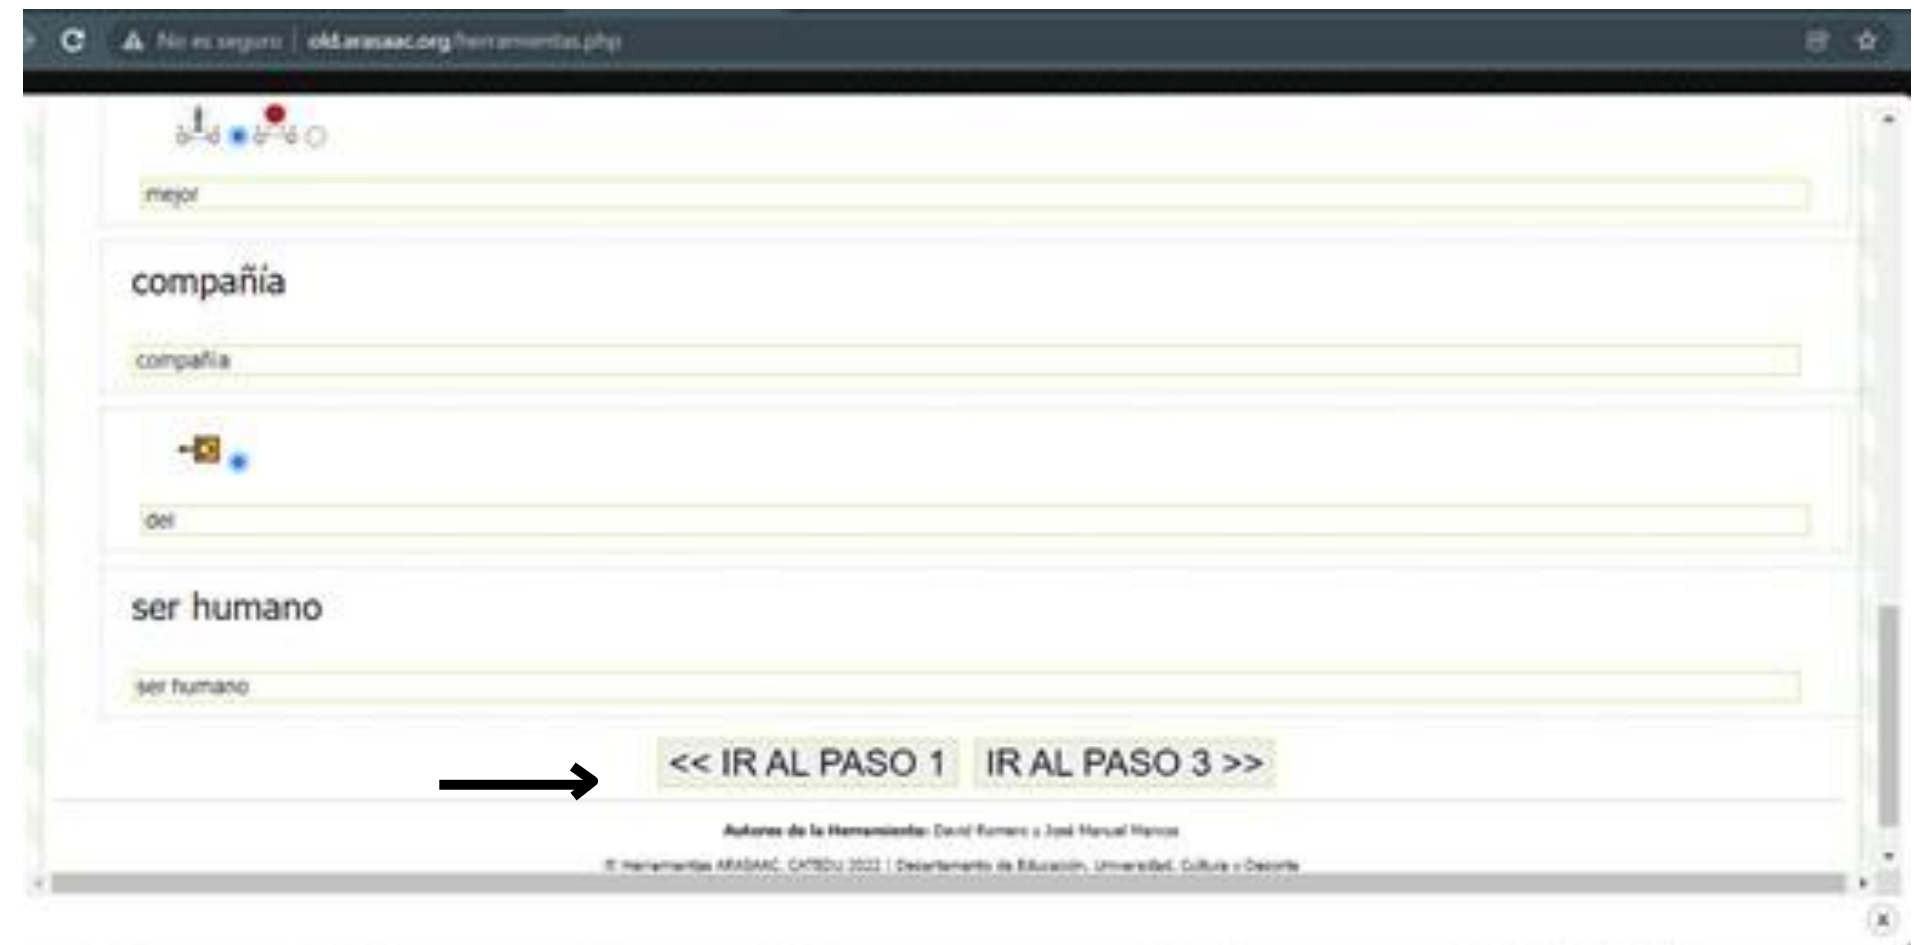 No es seguro | old.arasaac.org/herramientas.php
mejor
compañía
compañía
del
ser humano
ser humano
<< IR AL PASO 1 IR AL PASO 3 >>
Autores de la Herramienta: David Romero y José Manuel Marcos
© Herramientas ARASAAC, CATEDU 2022 | Departamento de Educación, Universidad, Cultura y Deporte